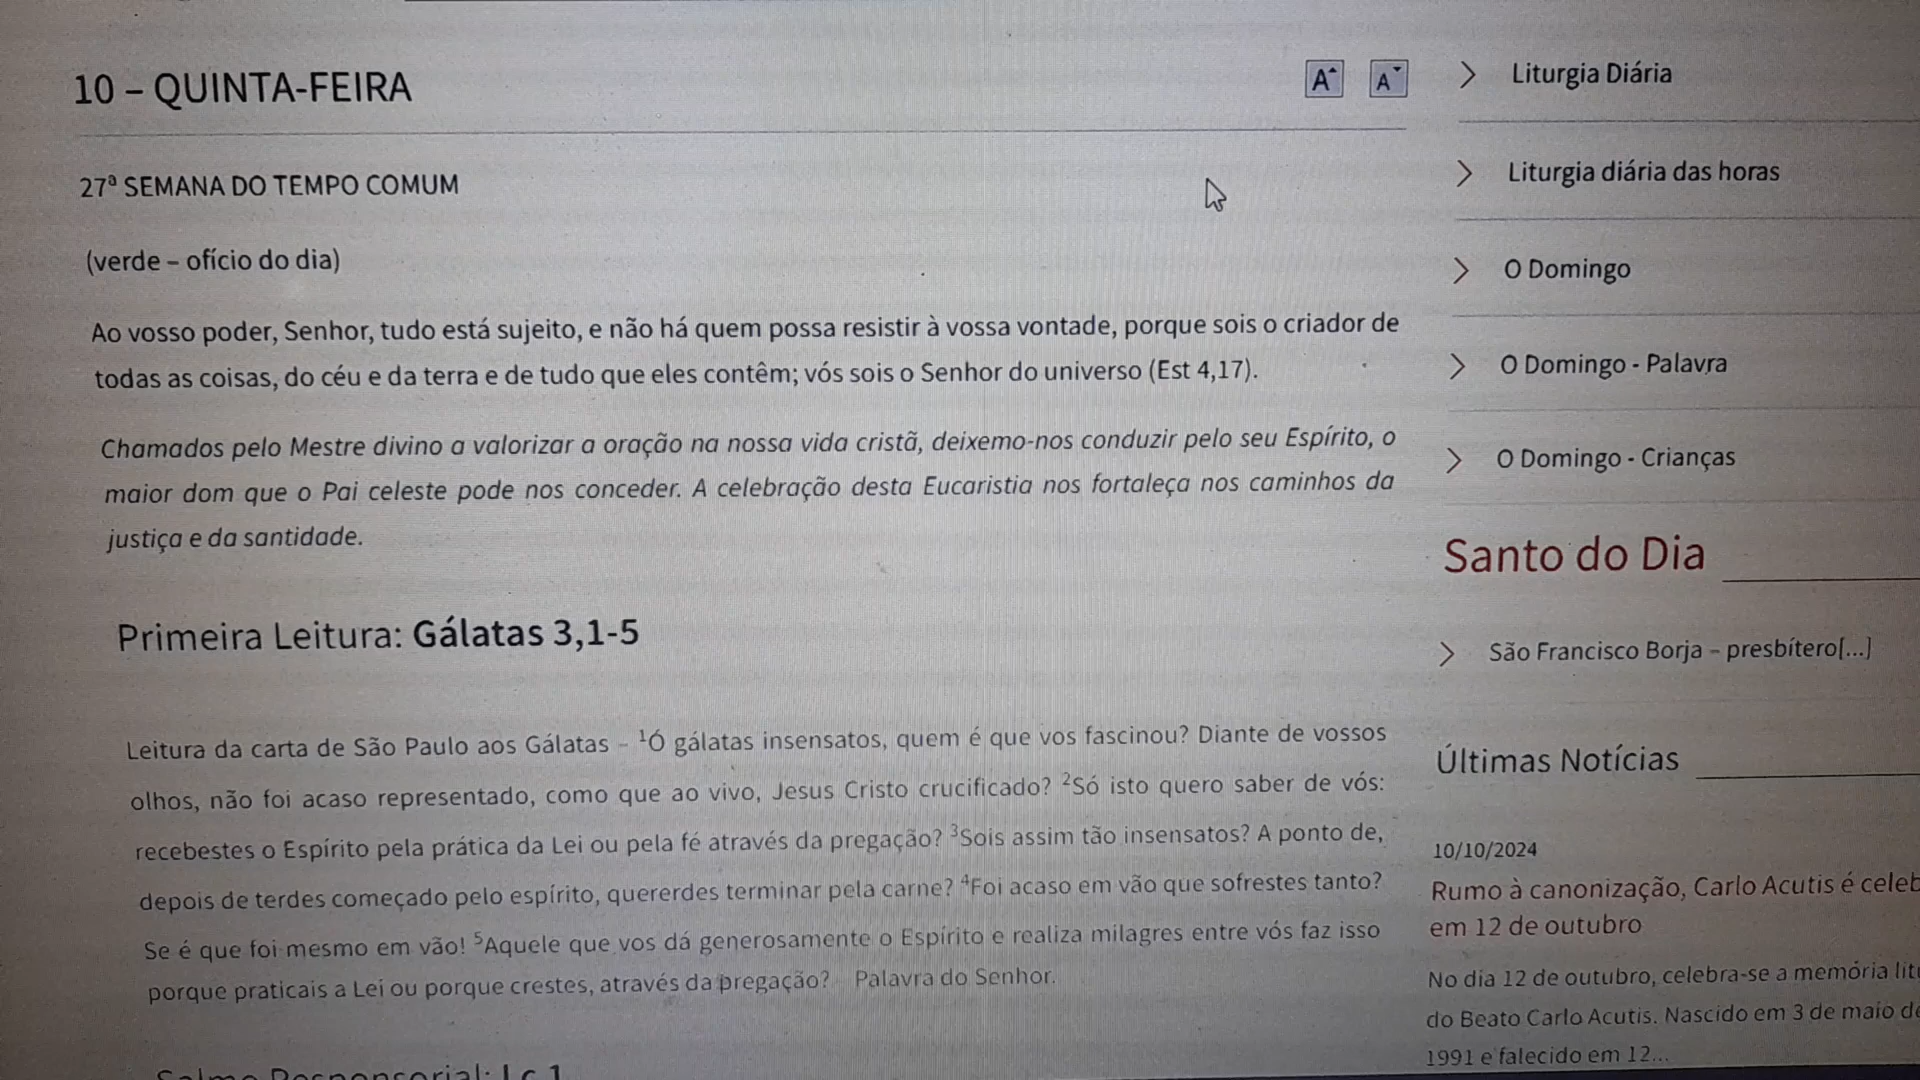 10 – QUINTA-FEIRA
27ª SEMANA DO TEMPO COMUM
(verde – ofício do dia)
Ao vosso poder, Senhor, tudo está sujeito, e não há quem possa resistir à vossa vontade, porque sois o criador de
todas as coisas, do céu e da terra e de tudo que eles contêm; vós sois o Senhor do universo (Est 4,17).
Chamados pelo Mestre divino a valorizar a oração na nossa vida cristã, deixemo-nos conduzir pelo seu Espírito, o
maior dom que o Pai celeste pode nos conceder. A celebração desta Eucaristia nos fortaleça nos caminhos da
justiça e da santidade.
Primeira Leitura: Gálatas 3,1-5
Leitura da carta de São Paulo aos Gálatas – ¹Ó gálatas insensatos, quem é que vos fascinou? Diante de vossos
olhos, não foi acaso representado, como que ao vivo, Jesus Cristo crucificado? ²Só isto quero saber de vós:
recebestes o Espírito pela prática da Lei ou pela fé através da pregação? ³Sois assim tão insensatos? A ponto de,
depois de terdes começado pelo espírito, quererdes terminar pela carne? ⁴Foi acaso em vão que sofrestes tanto?
Se é que foi mesmo em vão! ⁵Aquele que vos dá generosamente o Espírito e realiza milagres entre vós faz isso
porque praticais a Lei ou porque crestes, através da pregação? Palavra do Senhor.
Salmo Responsorial: Lc 1
A A
Liturgia Diária
Liturgia diária das horas
O Domingo
O Domingo - Palavra
O Domingo - Crianças
Santo do Dia
São Francisco Borja – presbítero[...]
Últimas Notícias
10/10/2024
Rumo à canonização, Carlo Acutis é celeb
em 12 de outubro
No dia 12 de outubro, celebra-se a memória litu
do Beato Carlo Acutis. Nascido em 3 de maio de
1991 e falecido em 12...